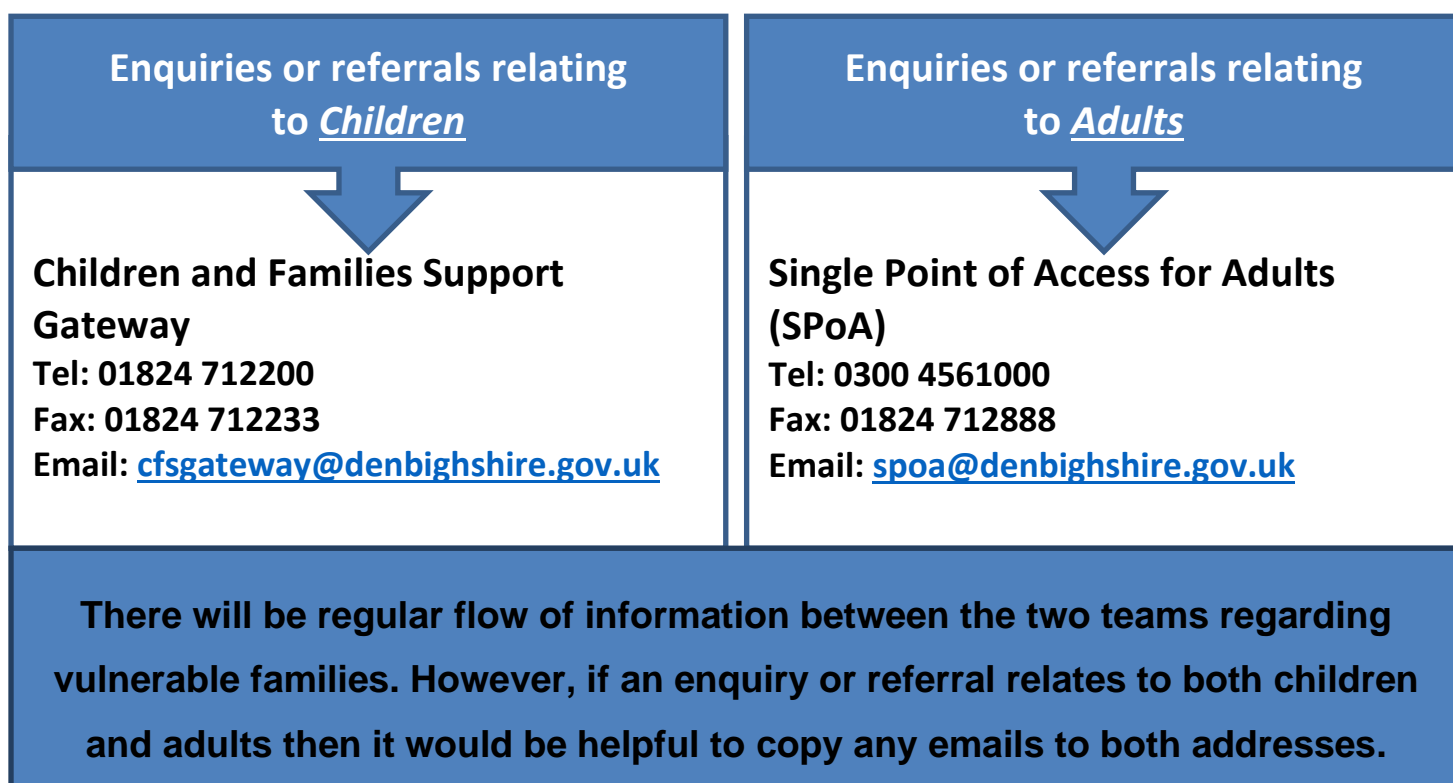 Enquiries or referrals relating
to Children
Children and Families Support
Gateway
Tel: 01824 712200
Fax: 01824 712233
Email: cfsgateway@denbighshire.gov.uk
Enquiries or referrals relating
to Adults
Single Point of Access for Adults
(SPoA)
Tel: 0300 4561000
Fax: 01824 712888
Email: spoa@denbighshire.gov.uk
There will be regular flow of information between the two teams regarding
vulnerable families. However, if an enquiry or referral relates to both children
and adults then it would be helpful to copy any emails to both addresses.